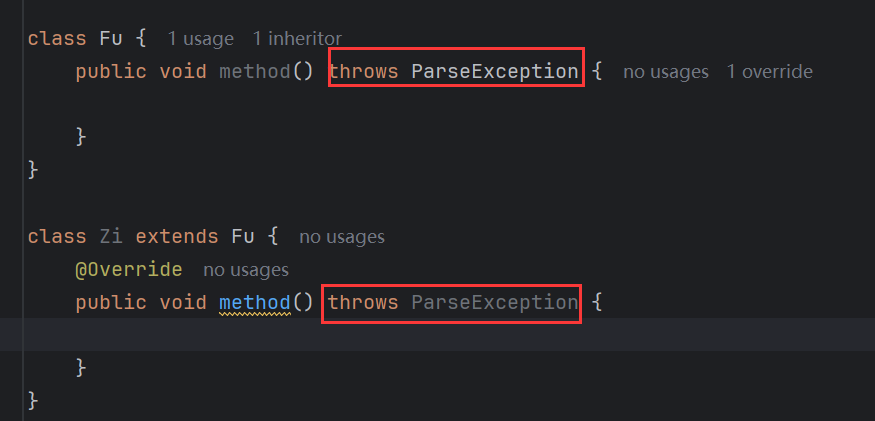 class Fu { 1 usage 1 inheritor
public void method() throws ParseException { no usages 1 override
}
}
class Zi extends Fu { no usages
@Override no usages
public void method() throws ParseException {
}
}